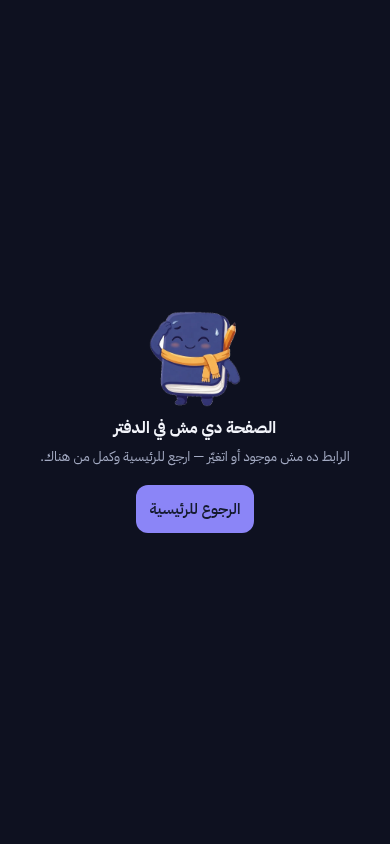 الصفحة دي مش في الدفتر
الرابط ده مش موجود أو اتغيّر — ارجع للرئيسية وكمل من هناك.
الرجوع للرئيسية